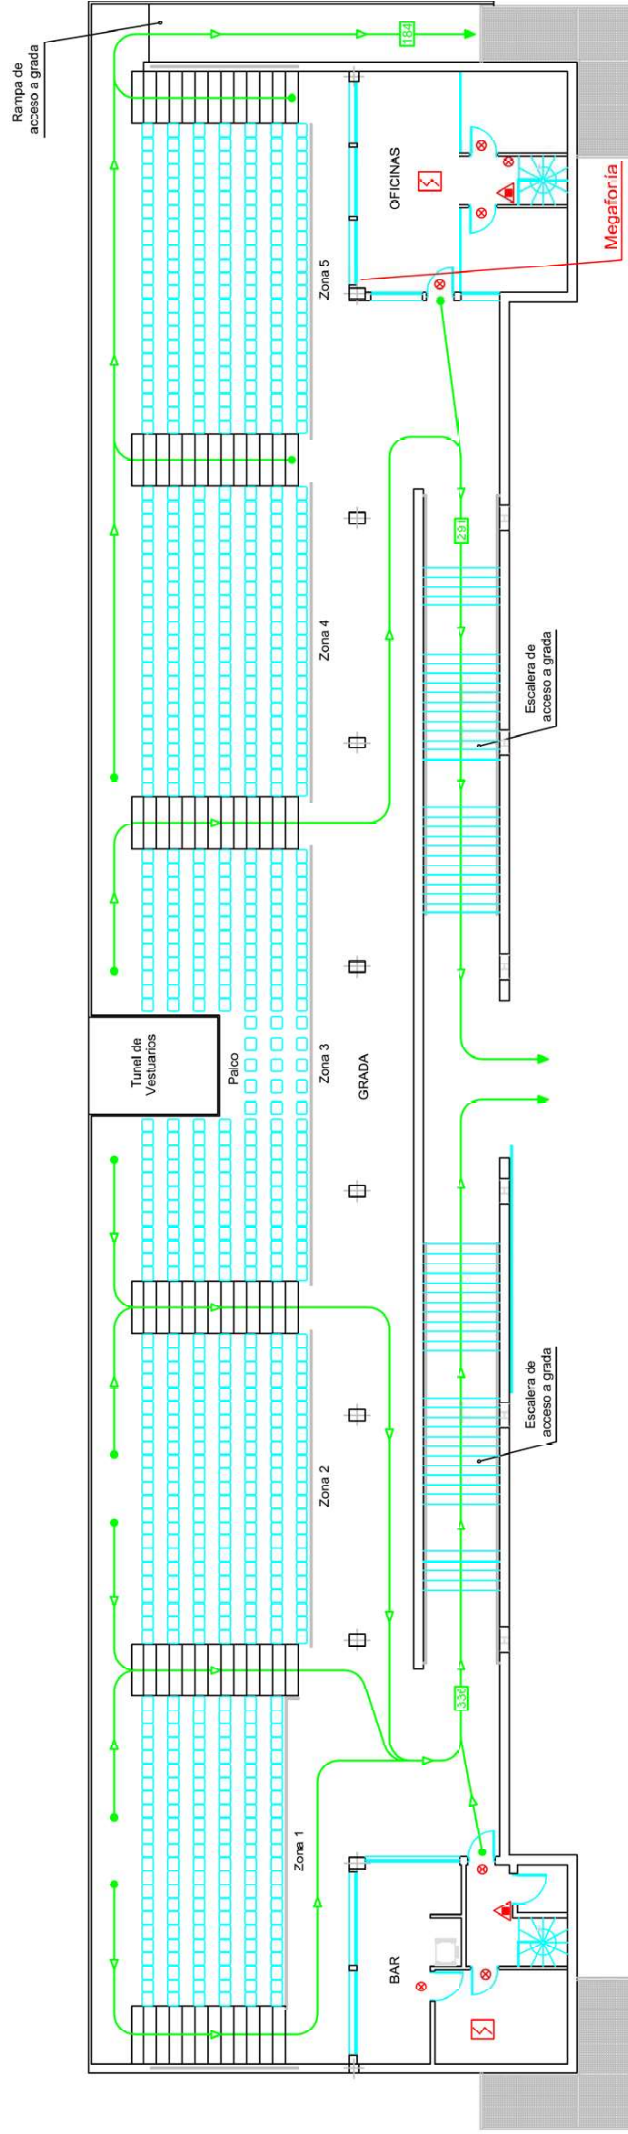 Rampa de
acceso a grada
184
OFICINAS
Megafonía
Zona 5
291
Zona 4
Escalera de
acceso a grada
Tunel de
Vestuarios
Palco
Zona 3
GRADA
Zona 2
Escalera de
acceso a grada
Zona 1
BAR